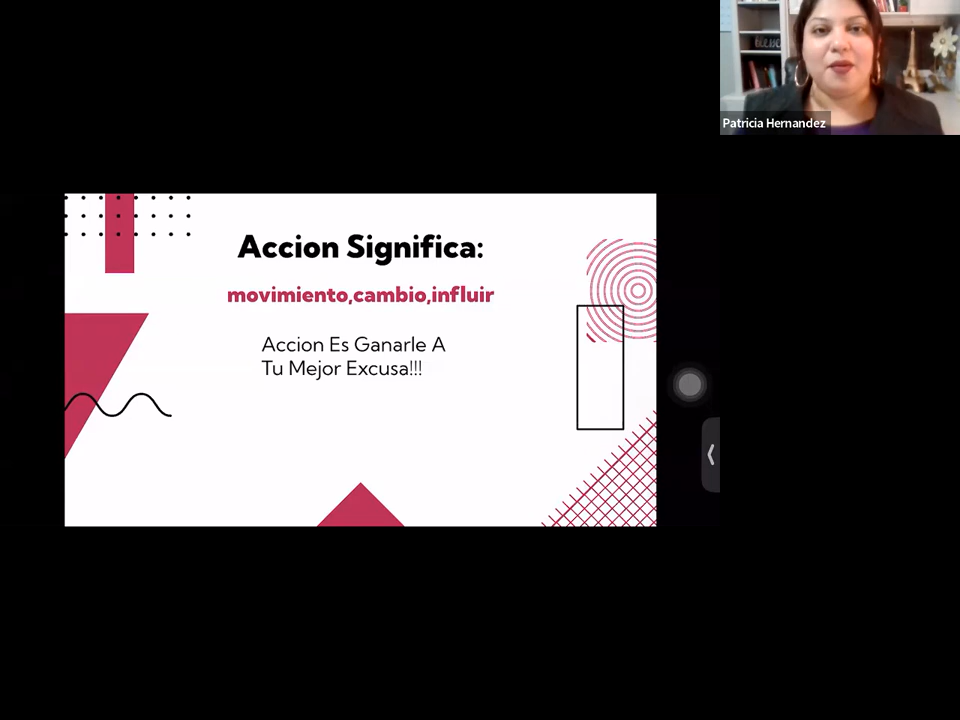 Patricia Hernandez
Accion Significa:
movimiento,cambio,influir
Accion Es Ganarle A
Tu Mejor Excusa!!!